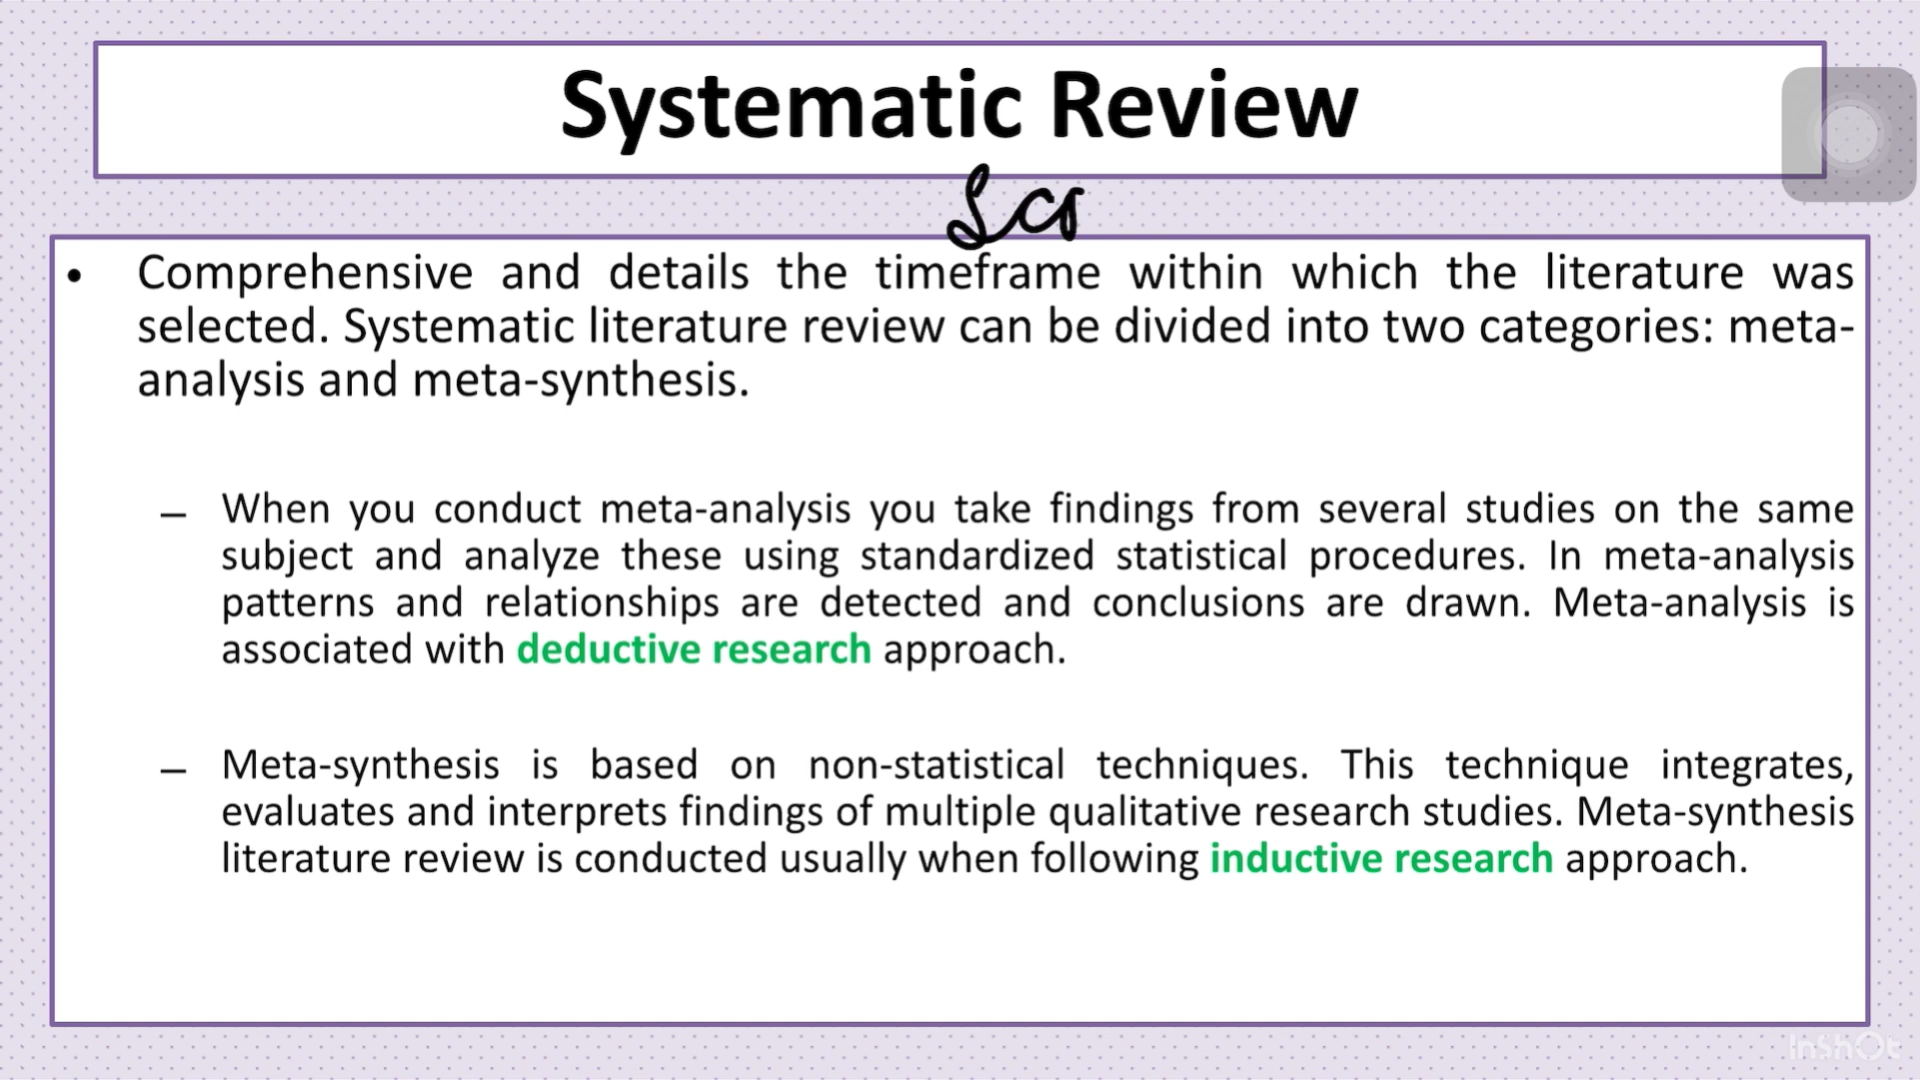 Systematic Review
• Comprehensive and details the timeframe within which the literature was
selected. Systematic literature review can be divided into two categories: meta-
analysis and meta-synthesis.
– When you conduct meta-analysis you take findings from several studies on the same
subject and analyze these using standardized statistical procedures. In meta-analysis
patterns and relationships are detected and conclusions are drawn. Meta-analysis is
associated with deductive research approach.
– Meta-synthesis is based on non-statistical techniques. This technique integrates,
evaluates and interprets findings of multiple qualitative research studies. Meta-synthesis
literature review is conducted usually when following inductive research approach.
InShOt